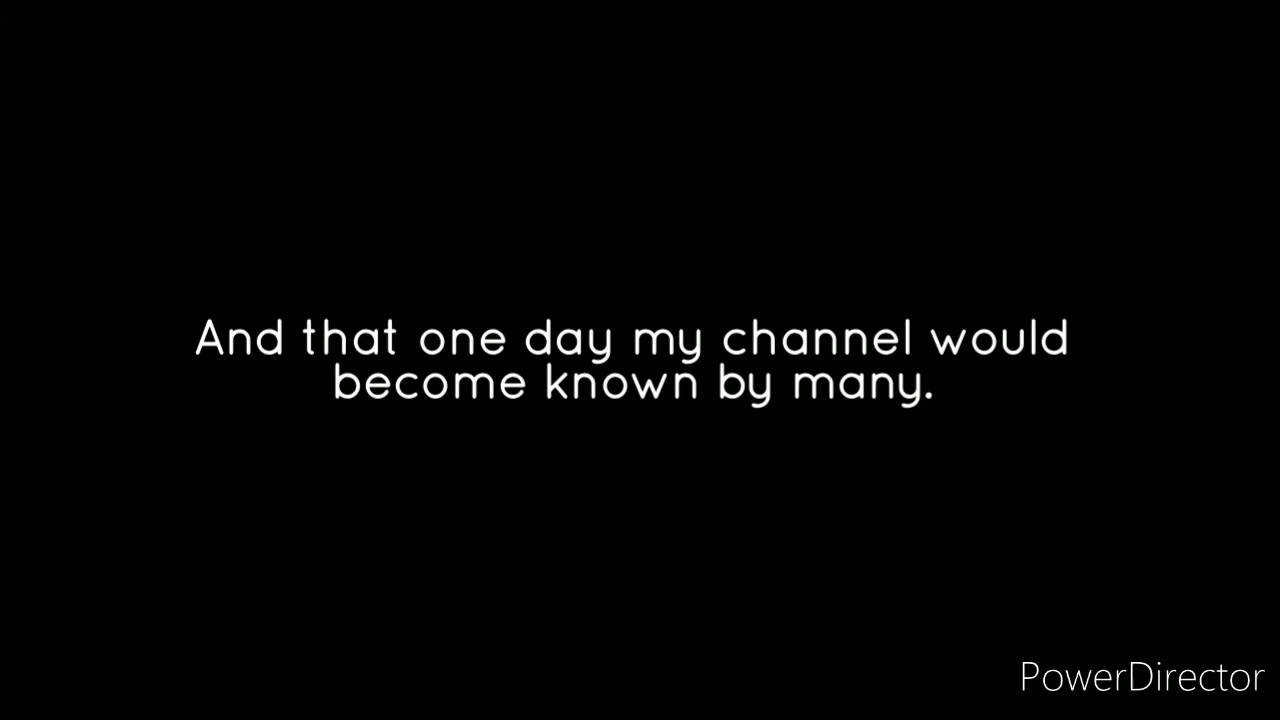 And that one day my channel would
become known by many.
PowerDirector